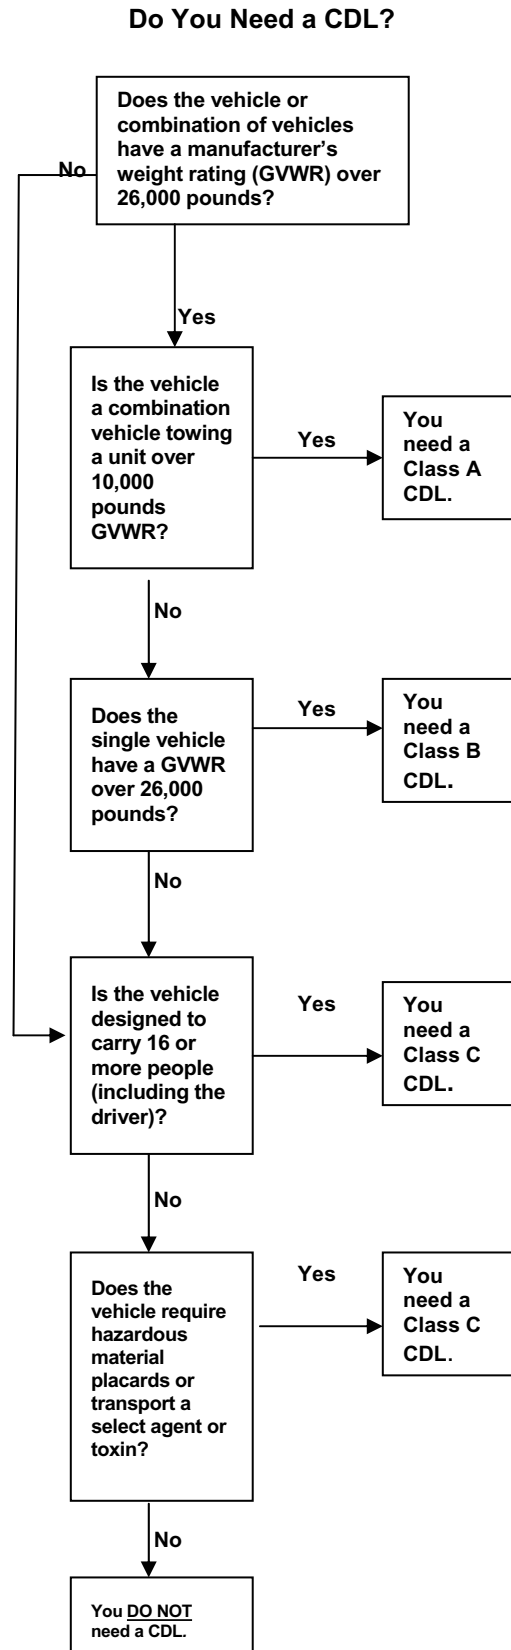 Do You Need a CDL?
Does the vehicle or
combination of vehicles
have a manufacturer’s
weight rating (GVWR) over
26,000 pounds?
No
Yes
Is the vehicle
a combination
vehicle towing
a unit over
10,000
pounds
GVWR?
Yes
You
need a
Class A
CDL.
No
Does the
single vehicle
have a GVWR
over 26,000
pounds?
Yes
You
need a
Class B
CDL.
No
Is the vehicle
designed to
carry 16 or
more people
(including the
driver)?
Yes
You
need a
Class C
CDL.
No
Does the
vehicle require
hazardous
material
placards or
transport a
select agent or
toxin?
Yes
You
need a
Class C
CDL.
No
You DO NOT
need a CDL.